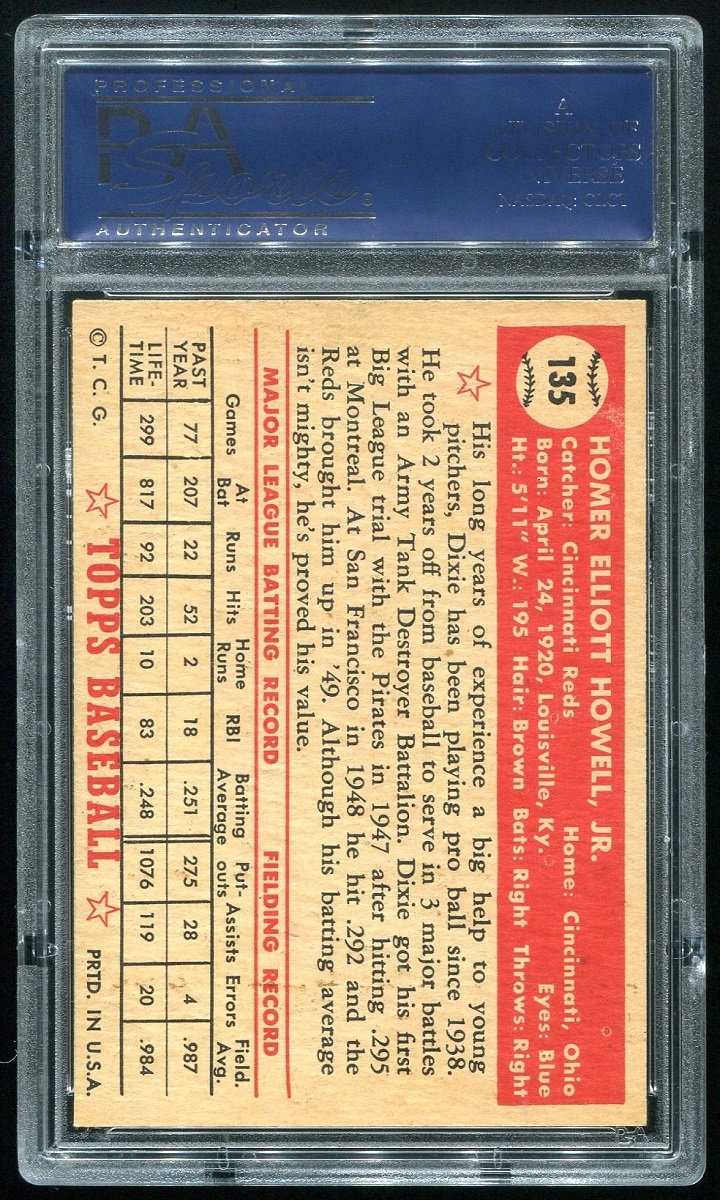 PROFESSIONAL
PSA
Sports ®
AUTHENTICATOR
A
DIVISION OF
COLLECTORS
UNIVERSE
NASDAQ: CLCT
135
HOMER ELLIOTT HOWELL, JR.
Catcher: Cincinnati Reds Home: Cincinnati, Ohio
Born: April 24, 1920, Louisville, Ky. Eyes: Blue
Ht.: 5'11" W.: 195 Hair: Brown Bats: Right Throws: Right
His long years of experience a big help to young
pitchers, Dixie has been playing pro ball since 1938.
He took 2 years off from baseball to serve in 3 major battles
with an Army Tank Destroyer Battalion. Dixie got his first
Big League trial with the Pirates in 1947 after hitting .295
at Montreal. At San Francisco in 1948 he hit .292 and the
Reds brought him up in '49. Although his batting average
isn't mighty, he's proved his value.
MAJOR LEAGUE BATTING RECORD FIELDING RECORD
Games At Bat Runs Hits Home Runs RBI Batting Average Put-outs Assists Errors Field. Avg.
PAST YEAR 77 207 22 52 2 18 .251 275 28 4 .987
LIFE-TIME 299 817 92 203 10 83 .248 1076 119 20 .984
© T. C. G. TOPPS BASEBALL PRTD. IN U.S.A.
PSA